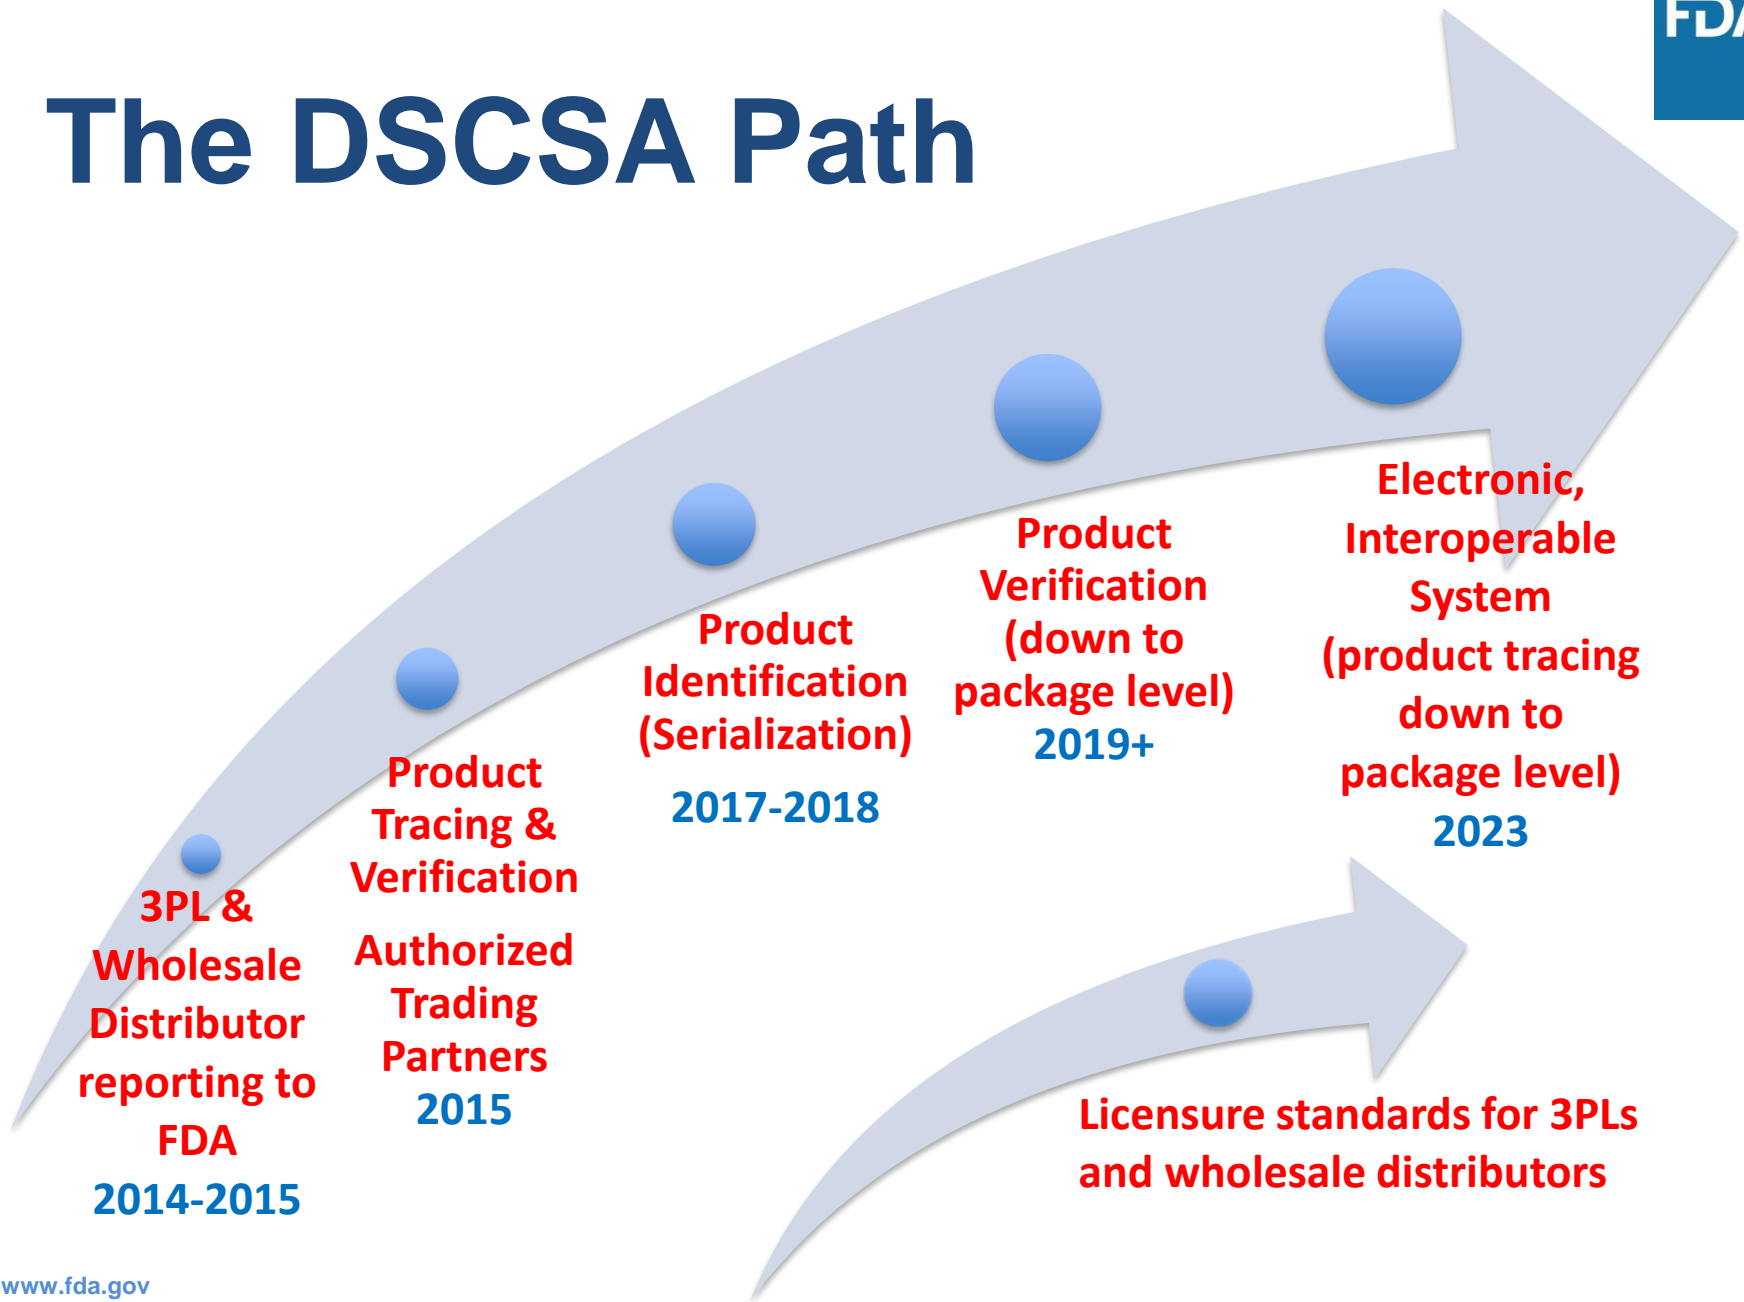 FDA
The DSCSA Path
3PL &
Wholesale
Distributor
reporting to
FDA
2014-2015
Product
Tracing &
Verification
Authorized
Trading
Partners
2015
Product
Identification
(Serialization)
2017-2018
Product
Verification
(down to
package level)
2019+
Electronic,
Interoperable
System
(product tracing
down to
package level)
2023
Licensure standards for 3PLs
and wholesale distributors
www.fda.gov